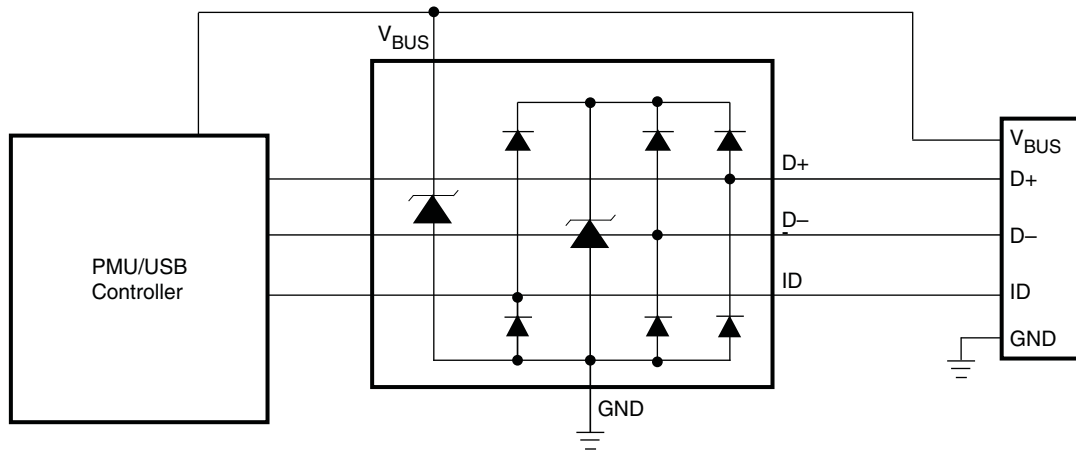 VBUS
VBUS
D+
D+
D–
D–
PMU/USB
Controller
ID
ID
GND
GND